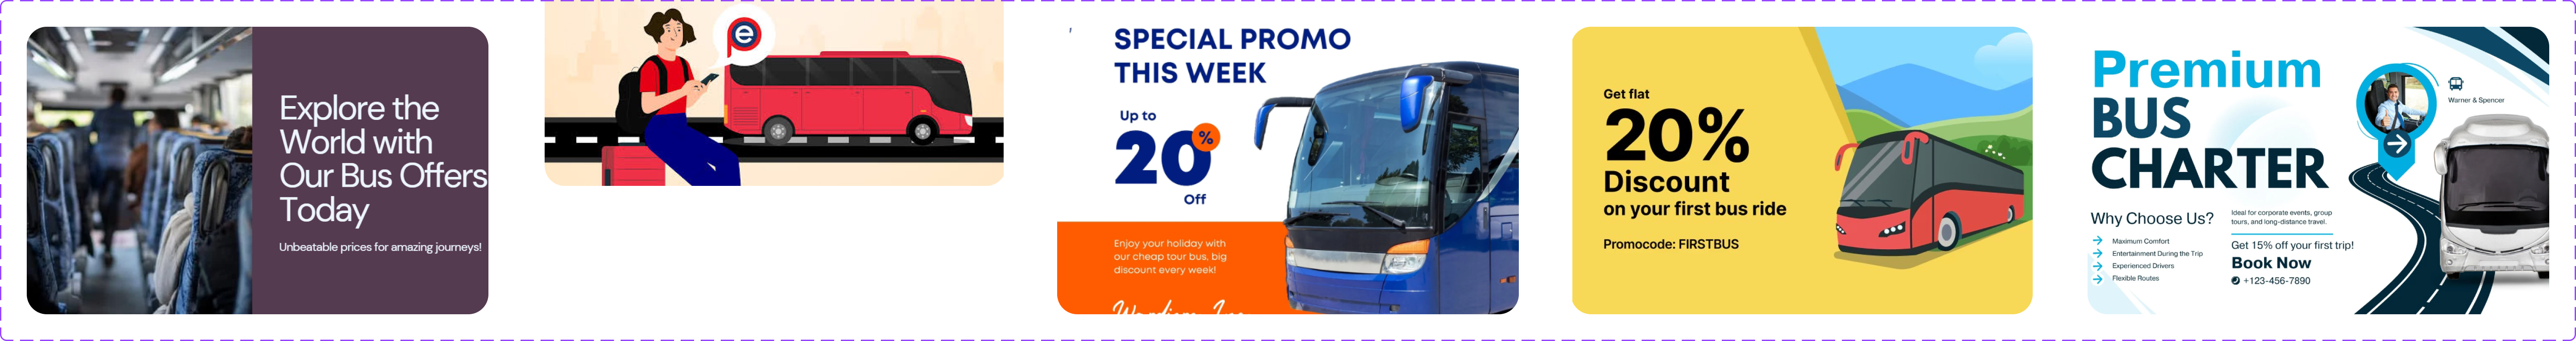 Explore the
World with
Our Bus Offers
Today
Unbeatable prices for amazing journeys!
e
SPECIAL PROMO
THIS WEEK
Up to
20%
Off
Enjoy your holiday with
our cheap tour bus, big
discount every week!
Get flat
20%
Discount
on your first bus ride
Promocode: FIRSTBUS
Premium
BUS
CHARTER
Warner & Spencer
Why Choose Us?
Maximum Comfort
Entertainment During the Trip
Experienced Drivers
Flexible Routes
Ideal for corporate events, group
tours, and long-distance travel.
Get 15% off your first trip!
Book Now
+123-456-7890